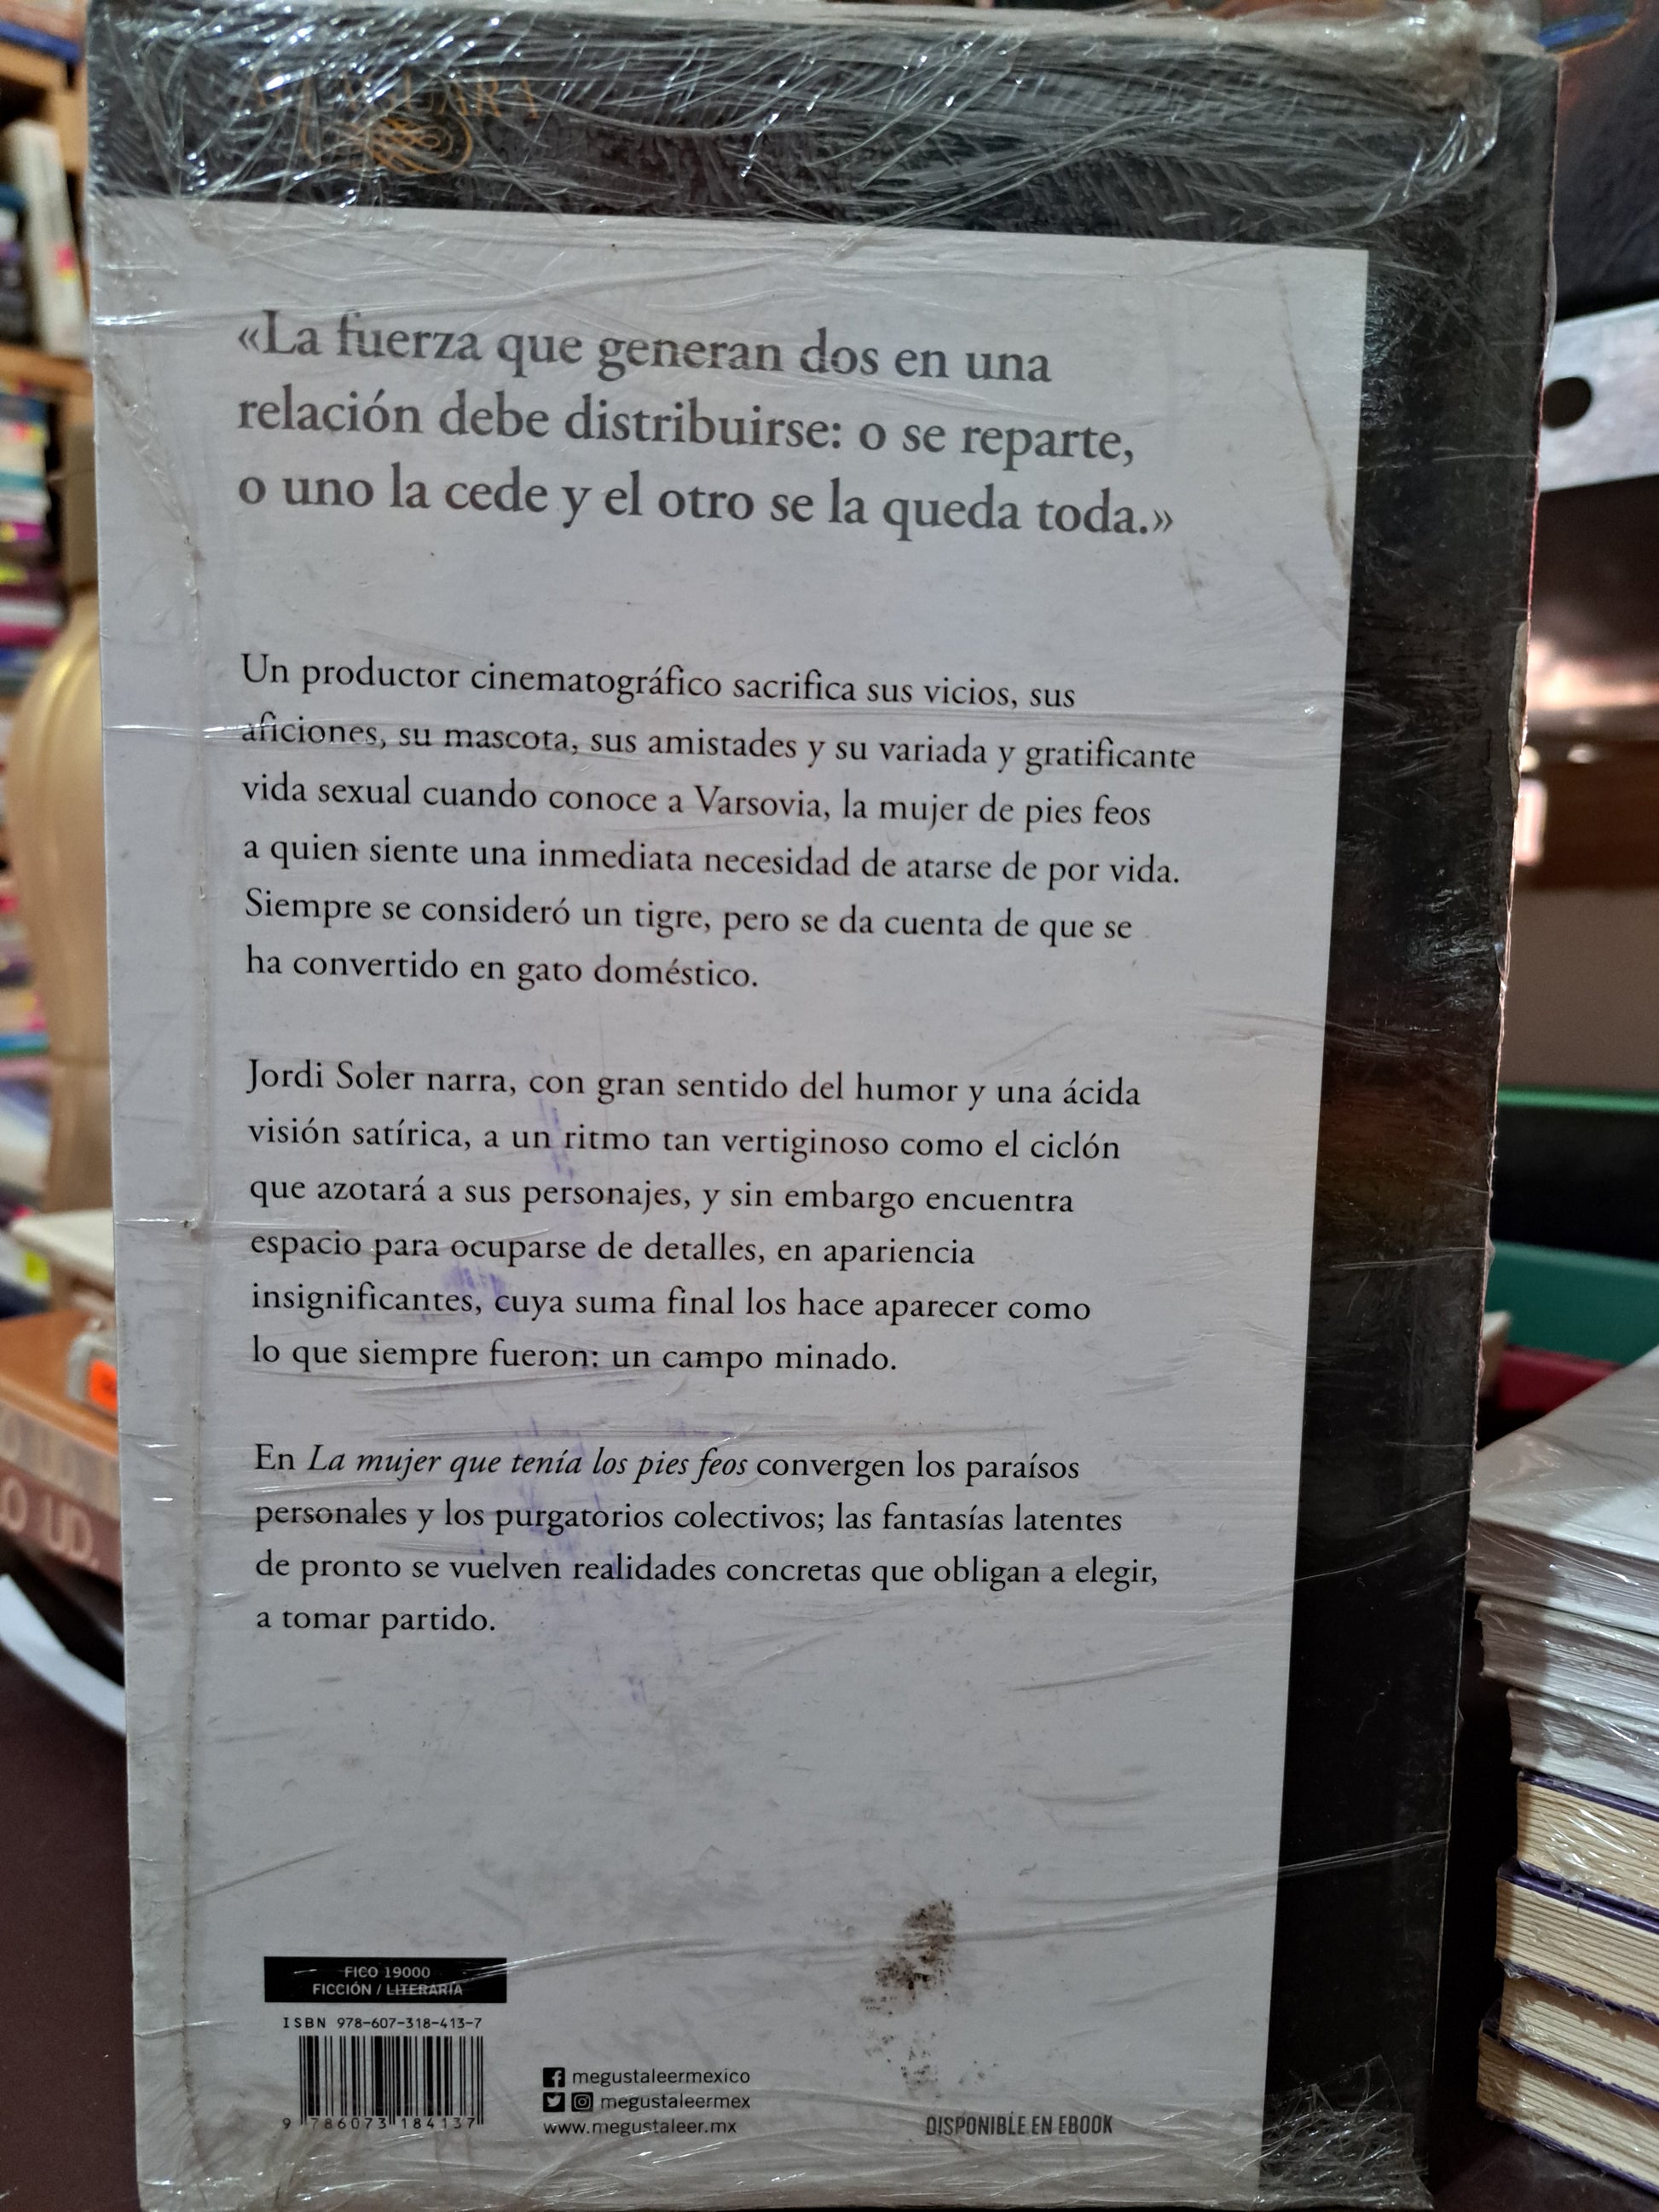 «La fuerza que generan dos en una
relación debe distribuirse: o se reparte,
o uno la cede y el otro se la queda toda.»
Un productor cinematográfico sacrifica sus vicios, sus
aficiones, su mascota, sus amistades y su variada y gratificante
vida sexual cuando conoce a Varsovia, la mujer de pies feos
a quien siente una inmediata necesidad de atarse de por vida.
Siempre se consideró un tigre, pero se da cuenta de que se
ha convertido en gato doméstico.
Jordi Soler narra, con gran sentido del humor y una ácida
visión satírica, a un ritmo tan vertiginoso como el ciclón
que azotará a sus personajes, y sin embargo encuentra
espacio para ocuparse de detalles, en apariencia
insignificantes, cuya suma final los hace aparecer como
lo que siempre fueron: un campo minado.
En La mujer que tenía los pies feos convergen los paraísos
personales y los purgatorios colectivos; las fantasías latentes
de pronto se vuelven realidades concretas que obligan a elegir,
a tomar partido.
FICO 19000
FICCIÓN / LITERARIA
ISBN 978-607-318-413-7
9 786073 184137
megustaleermexico
megustaleermex
www.megustaleer.mx
DISPONIBLE EN EBOOK